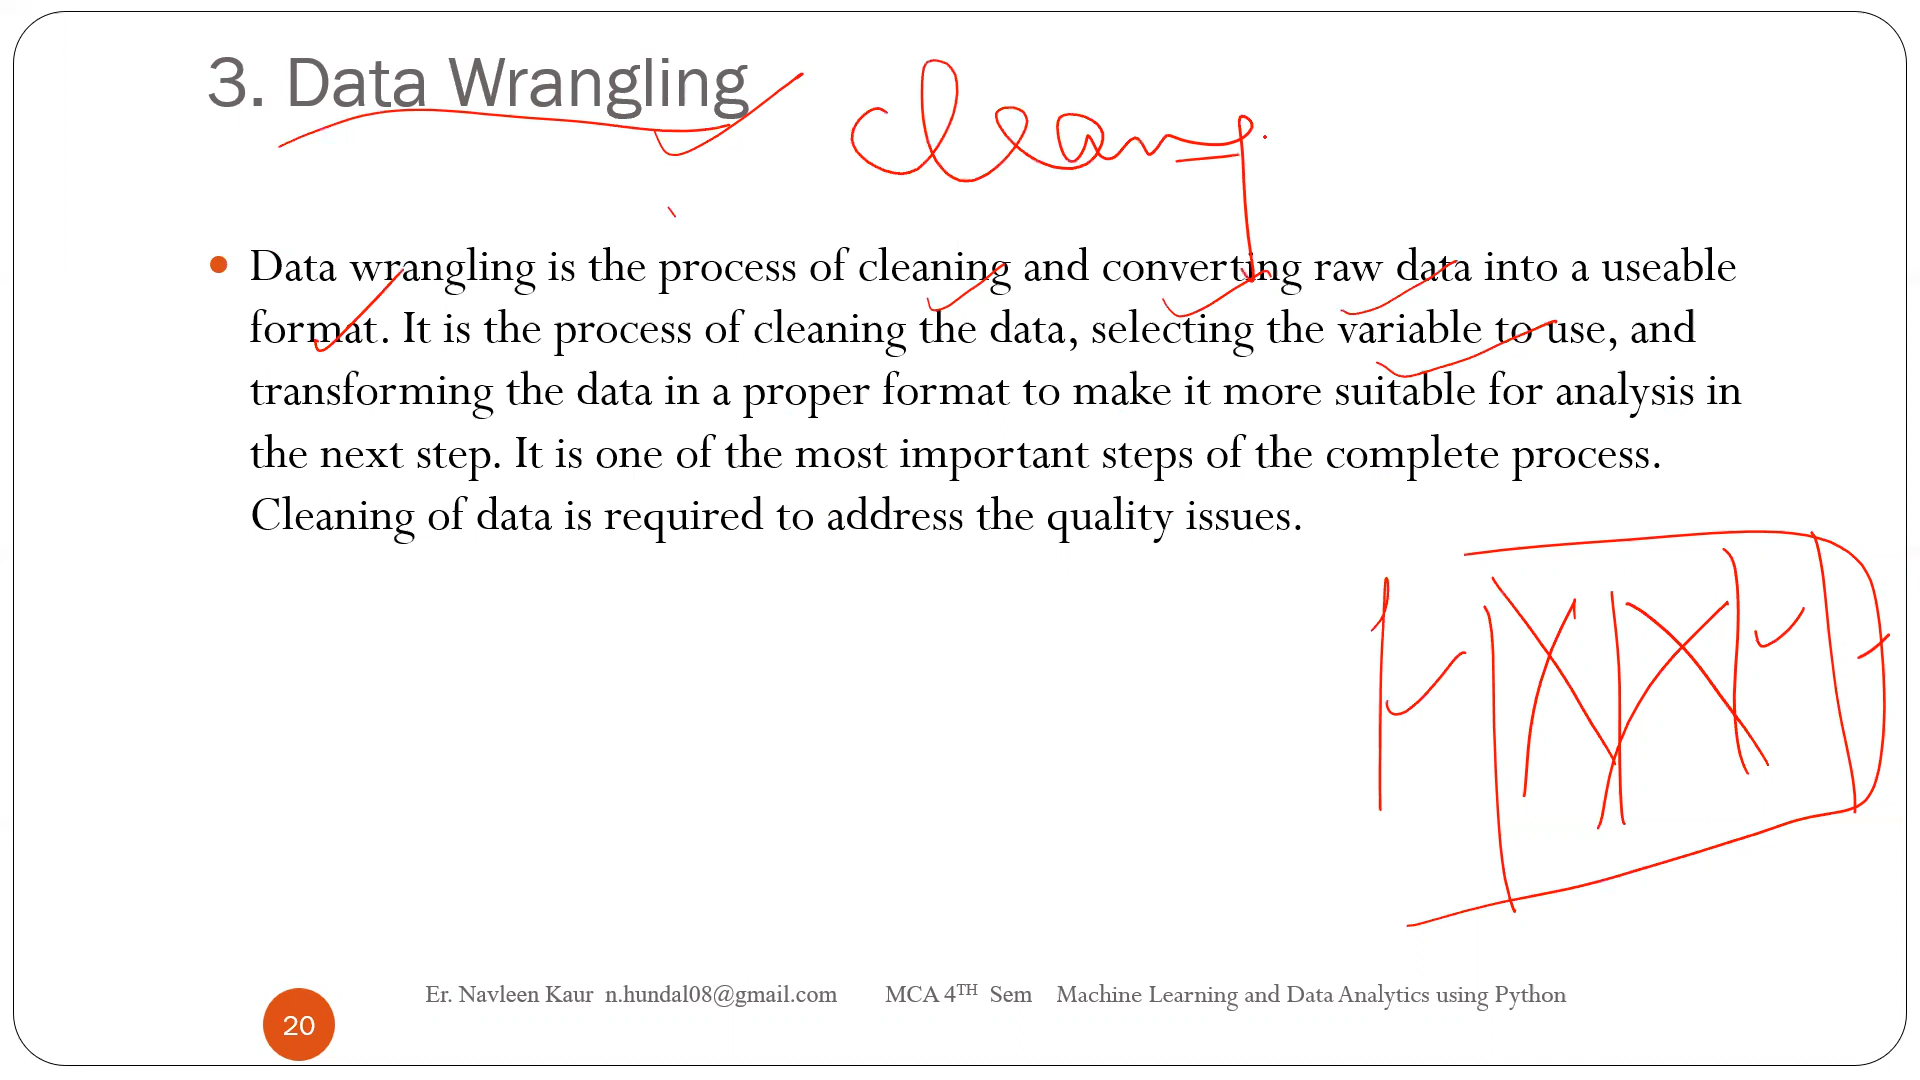 3. Data Wrangling
cleaning
Data wrangling is the process of cleaning and converting raw data into a useable
format. It is the process of cleaning the data, selecting the variable to use, and
transforming the data in a proper format to make it more suitable for analysis in
the next step. It is one of the most important steps of the complete process.
Cleaning of data is required to address the quality issues.
Er. Navleen Kaur n.hundal08@gmail.com MCA 4TH Sem Machine Learning and Data Analytics using Python
20